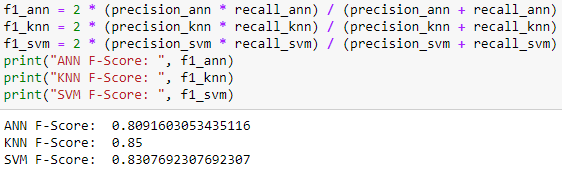 f1_ann = 2 * (precision_ann * recall_ann) / (precision_ann + recall_ann)
f1_knn = 2 * (precision_knn * recall_knn) / (precision_knn + recall_knn)
f1_svm = 2 * (precision_svm * recall_svm) / (precision_svm + recall_svm)
print("ANN F-Score: ", f1_ann)
print("KNN F-Score: ", f1_knn)
print("SVM F-Score: ", f1_svm)
ANN F-Score:  0.8091603053435116
KNN F-Score:  0.85
SVM F-Score:  0.8307692307692307